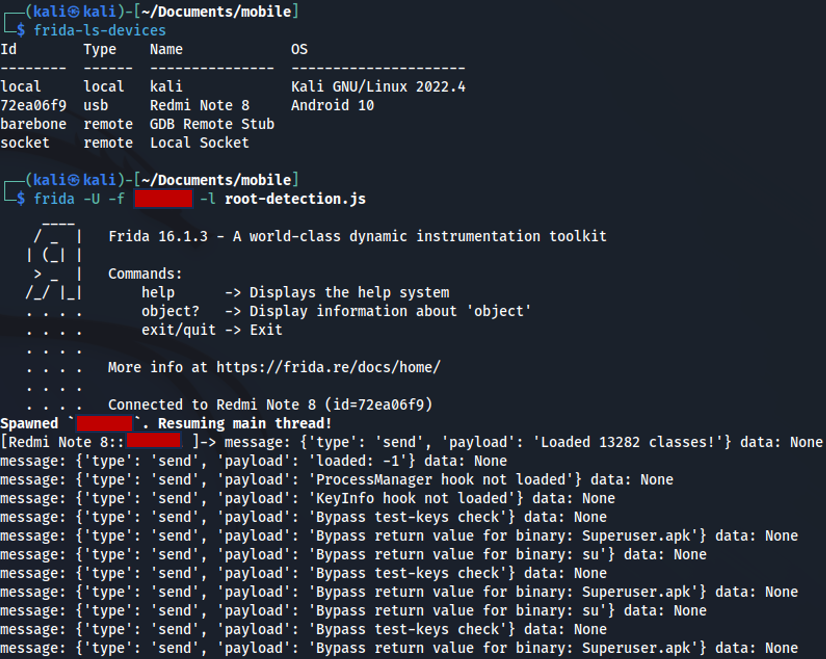 (kali㉿kali)-[~/Documents/mobile]
$ frida-ls-devices
Id        Type    Name             OS
--------  ------  ---------------  ---------------------
local     local   kali             Kali GNU/Linux 2022.4
72ea06f9  usb     Redmi Note 8     Android 10
barebone  remote  GDB Remote Stub
socket    remote  Local Socket
(kali㉿kali)-[~/Documents/mobile]
$ frida -U -f -l root-detection.js
     ____
    / _  |   Frida 16.1.3 - A world-class dynamic instrumentation toolkit
   | (_| |
    > _  |   Commands:
   /_/ |_|       help      -> Displays the help system
   . . . .       object?   -> Display information about 'object'
   . . . .       exit/quit -> Exit
   . . . .
   . . . .   More info at https://frida.re/docs/home/
   . . . .
   . . . .   Connected to Redmi Note 8 (id=72ea06f9)
Spawned `        `. Resuming main thread!
[Redmi Note 8::         ]-> message: {'type': 'send', 'payload': 'Loaded 13282 classes!'} data: None
message: {'type': 'send', 'payload': 'loaded: -1'} data: None
message: {'type': 'send', 'payload': 'ProcessManager hook not loaded'} data: None
message: {'type': 'send', 'payload': 'KeyInfo hook not loaded'} data: None
message: {'type': 'send', 'payload': 'Bypass test-keys check'} data: None
message: {'type': 'send', 'payload': 'Bypass return value for binary: Superuser.apk'} data: None
message: {'type': 'send', 'payload': 'Bypass return value for binary: su'} data: None
message: {'type': 'send', 'payload': 'Bypass test-keys check'} data: None
message: {'type': 'send', 'payload': 'Bypass return value for binary: Superuser.apk'} data: None
message: {'type': 'send', 'payload': 'Bypass return value for binary: su'} data: None
message: {'type': 'send', 'payload': 'Bypass test-keys check'} data: None
message: {'type': 'send', 'payload': 'Bypass return value for binary: Superuser.apk'} data: None